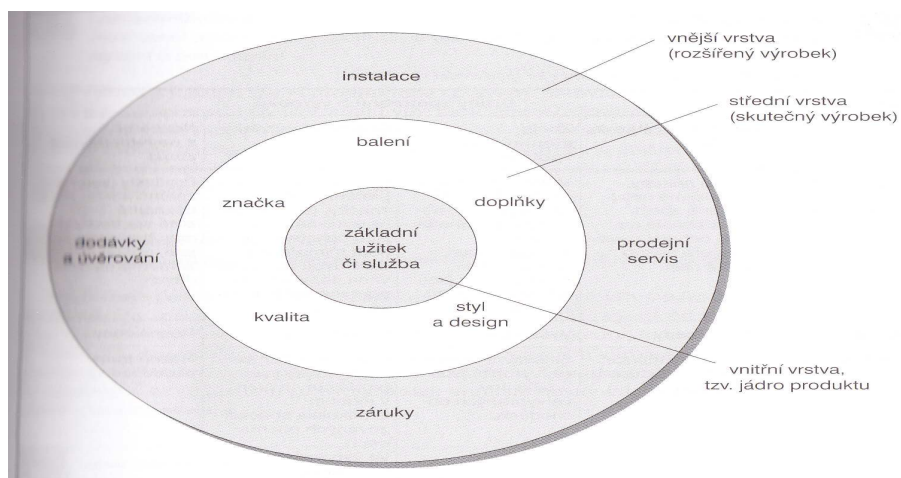 vnější vrstva
(rozšířený výrobek)
instalace
střední vrstva
(skutečný výrobek)
balení
značka
doplňky
základní
užitek
či služba
dodávky
a úvěrování
prodejní
servis
kvalita
styl
a design
vnitřní vrstva,
tzv. jádro produktu
záruky